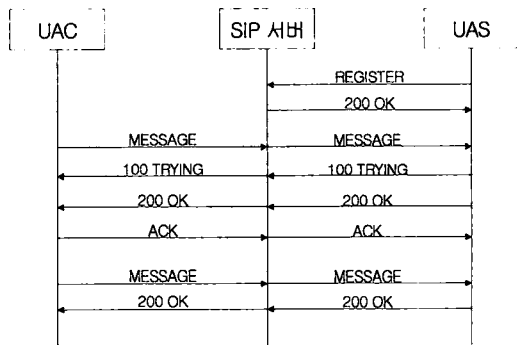 UAC SIP 서버 UAS
REGISTER
200 OK
MESSAGE MESSAGE
100 TRYING 100 TRYING
200 OK 200 OK
ACK ACK
MESSAGE MESSAGE
200 OK 200 OK